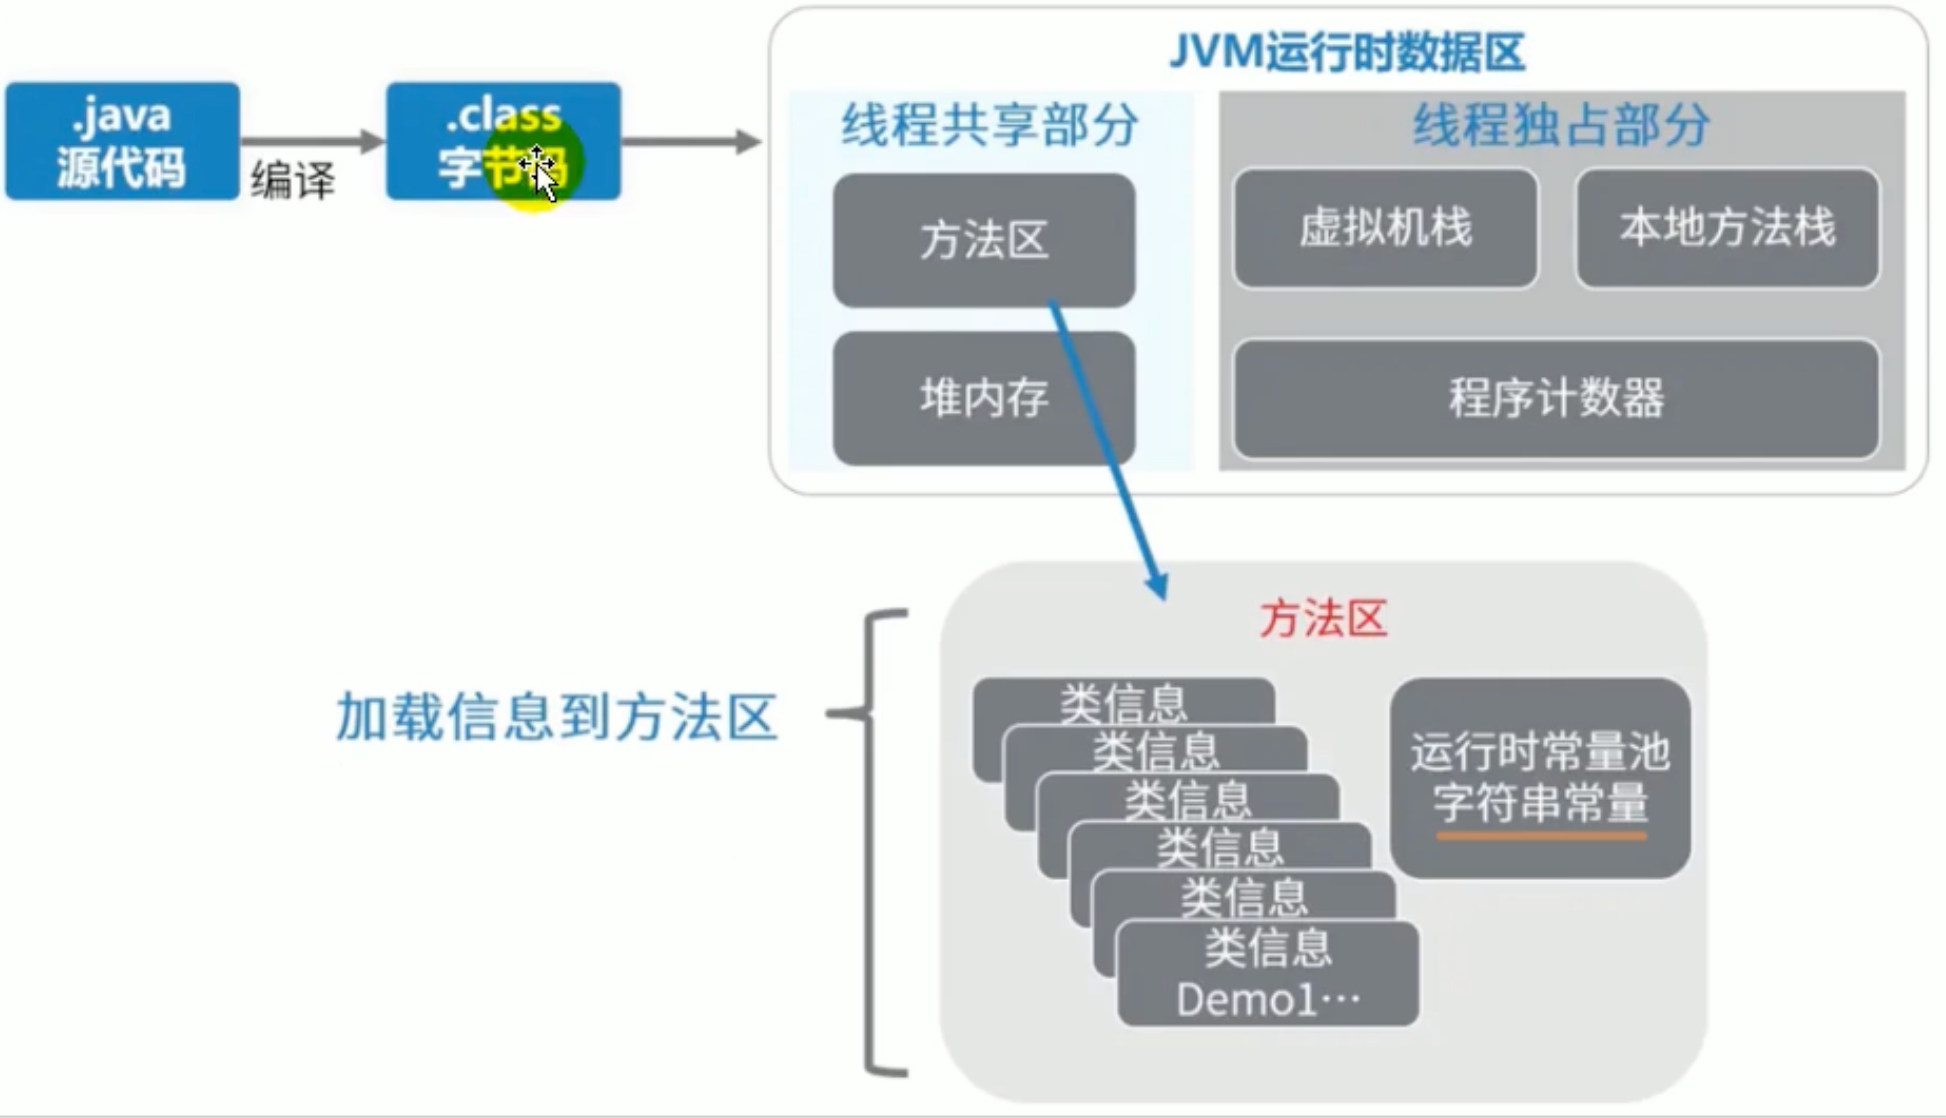 JVM运行时数据区
.java
源代码
编译
.class
字节码
线程共享部分
方法区
堆内存
线程独占部分
虚拟机栈
本地方法栈
程序计数器
加载信息到方法区
方法区
类信息
类信息
类信息
类信息
类信息
类信息
Demo1…
运行时常量池
字符串常量